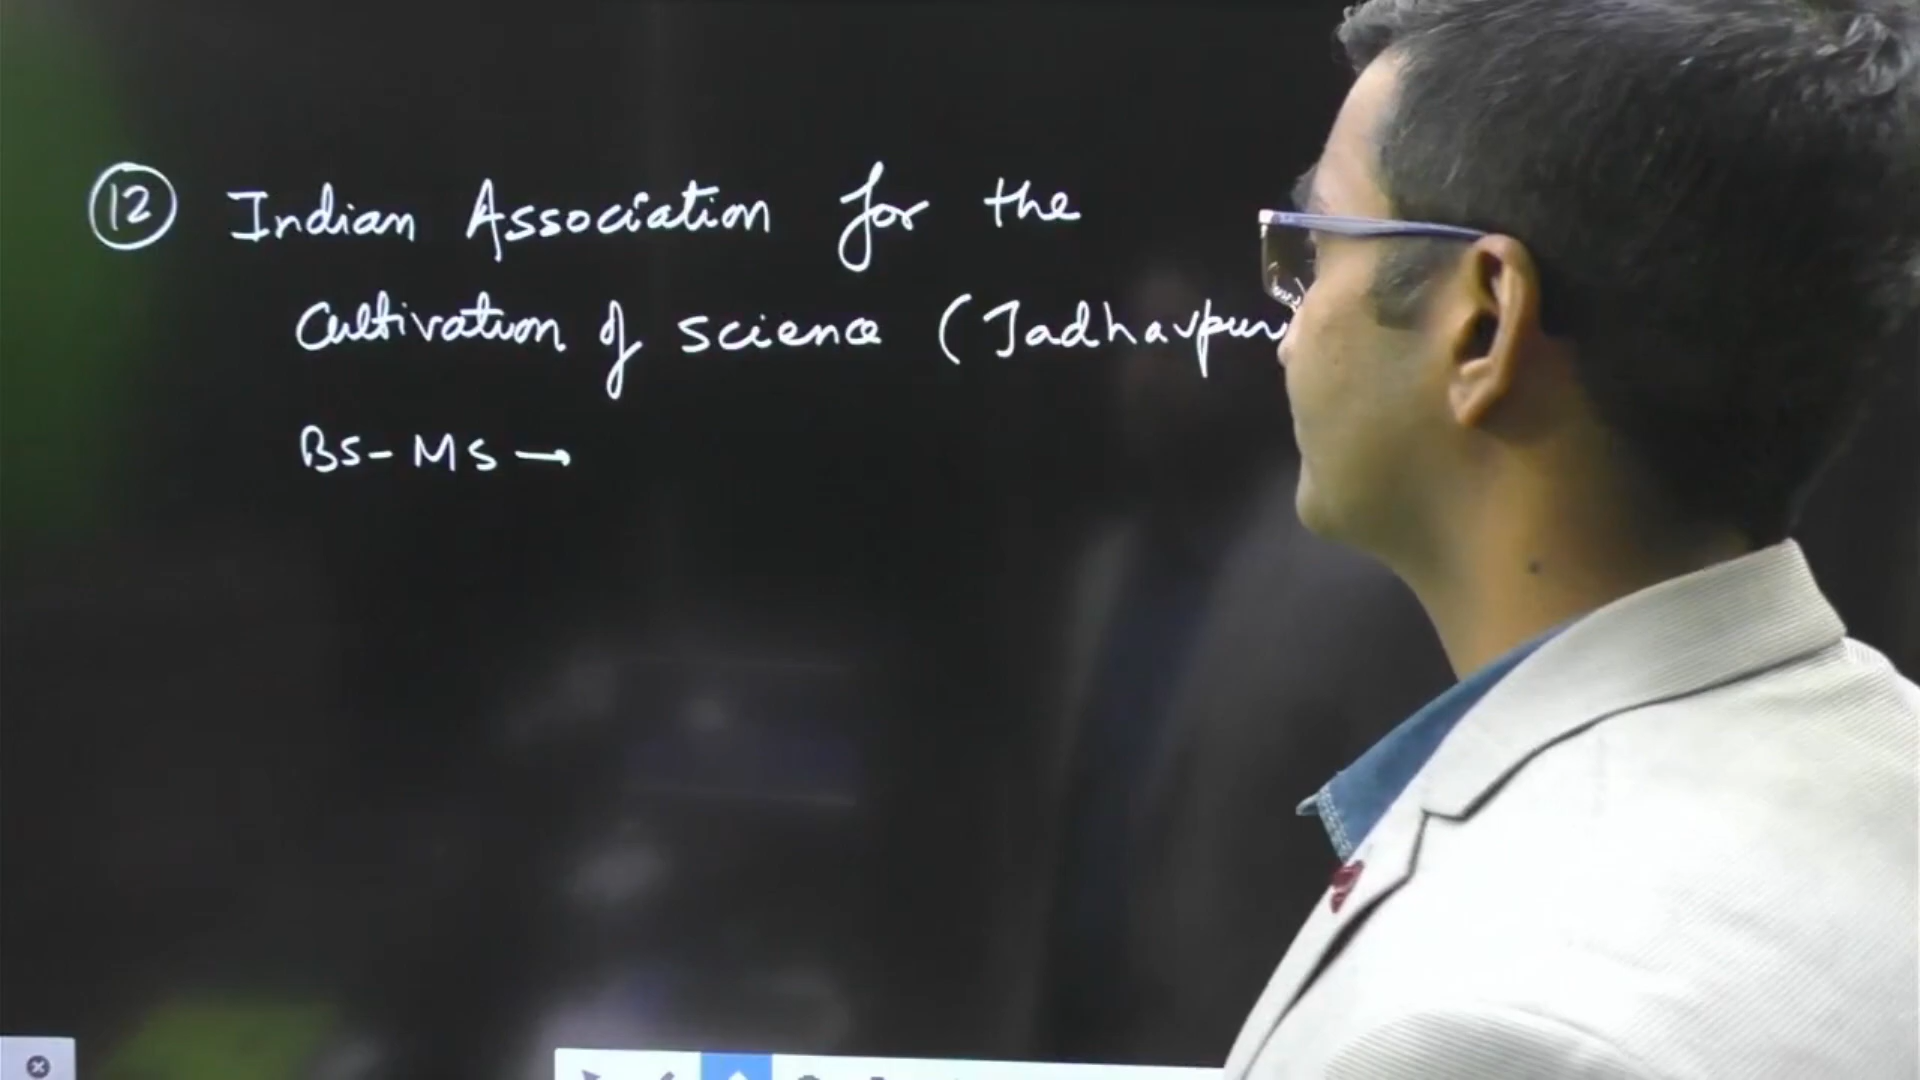 12 Indian Association for the
Cultivation of science (Jadhavpur
BS-MS →